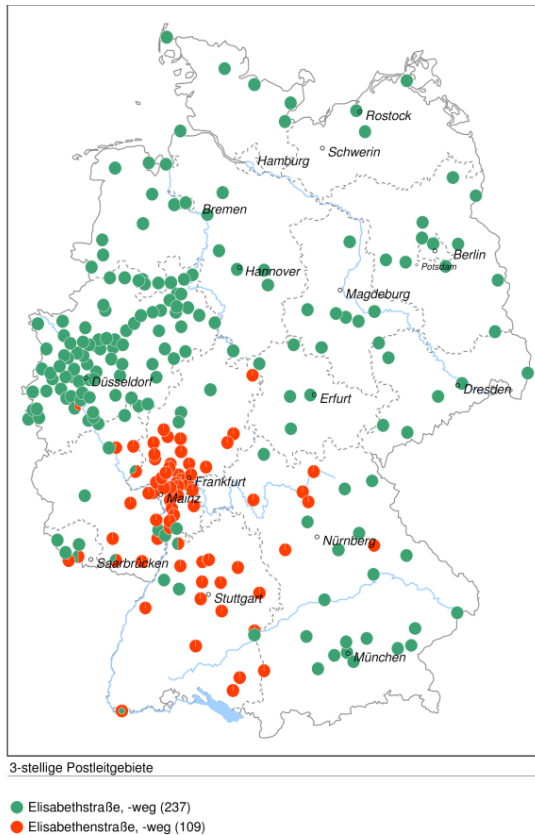 Rostock
Schwerin
Hamburg
Bremen
Berlin
Potsdam
Hannover
Magdeburg
Düsseldorf
Dresden
Erfurt
Frankfurt
Mainz
Nürnberg
Saarbrücken
Stuttgart
München
3-stellige Postleitgebiete
Elisabethstraße, -weg (237)
Elisabethenstraße, -weg (109)